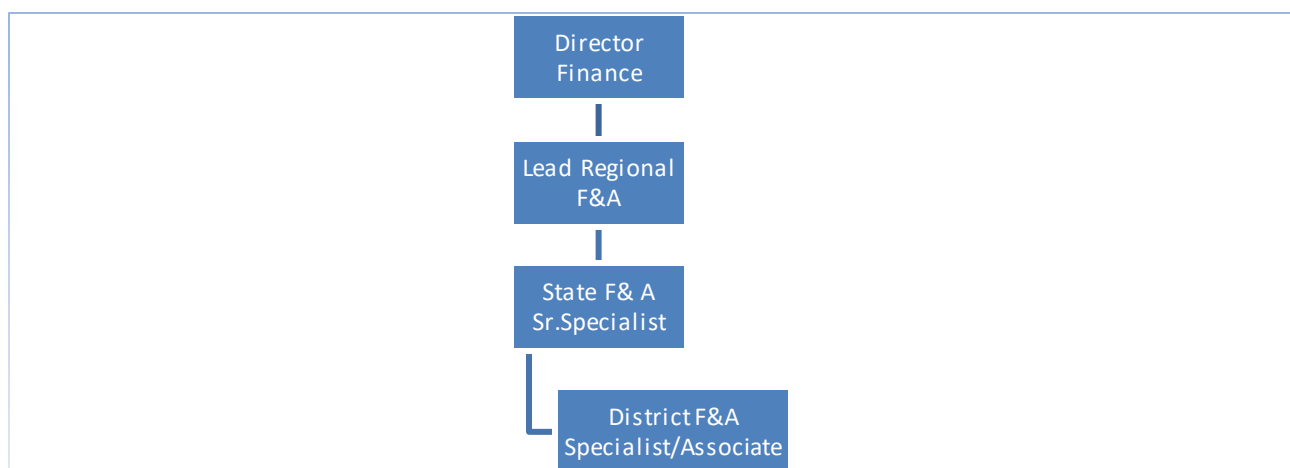 Director
Finance
Lead Regional
F&A
State F& A
Sr.Specialist
District F&A
Specialist/Associate